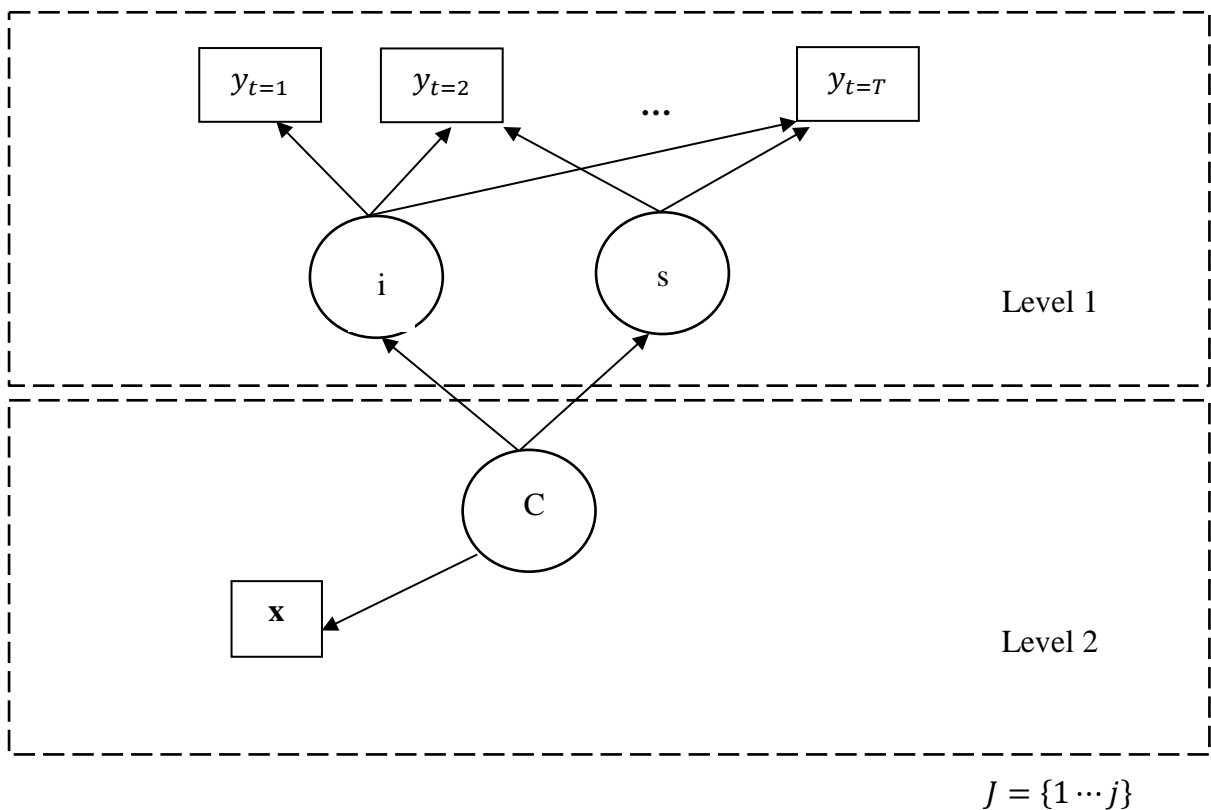 y_{t=1} y_{t=2} ... y_{t=T}
i s
Level 1
C
x
Level 2
J = {1 ⋯ j}